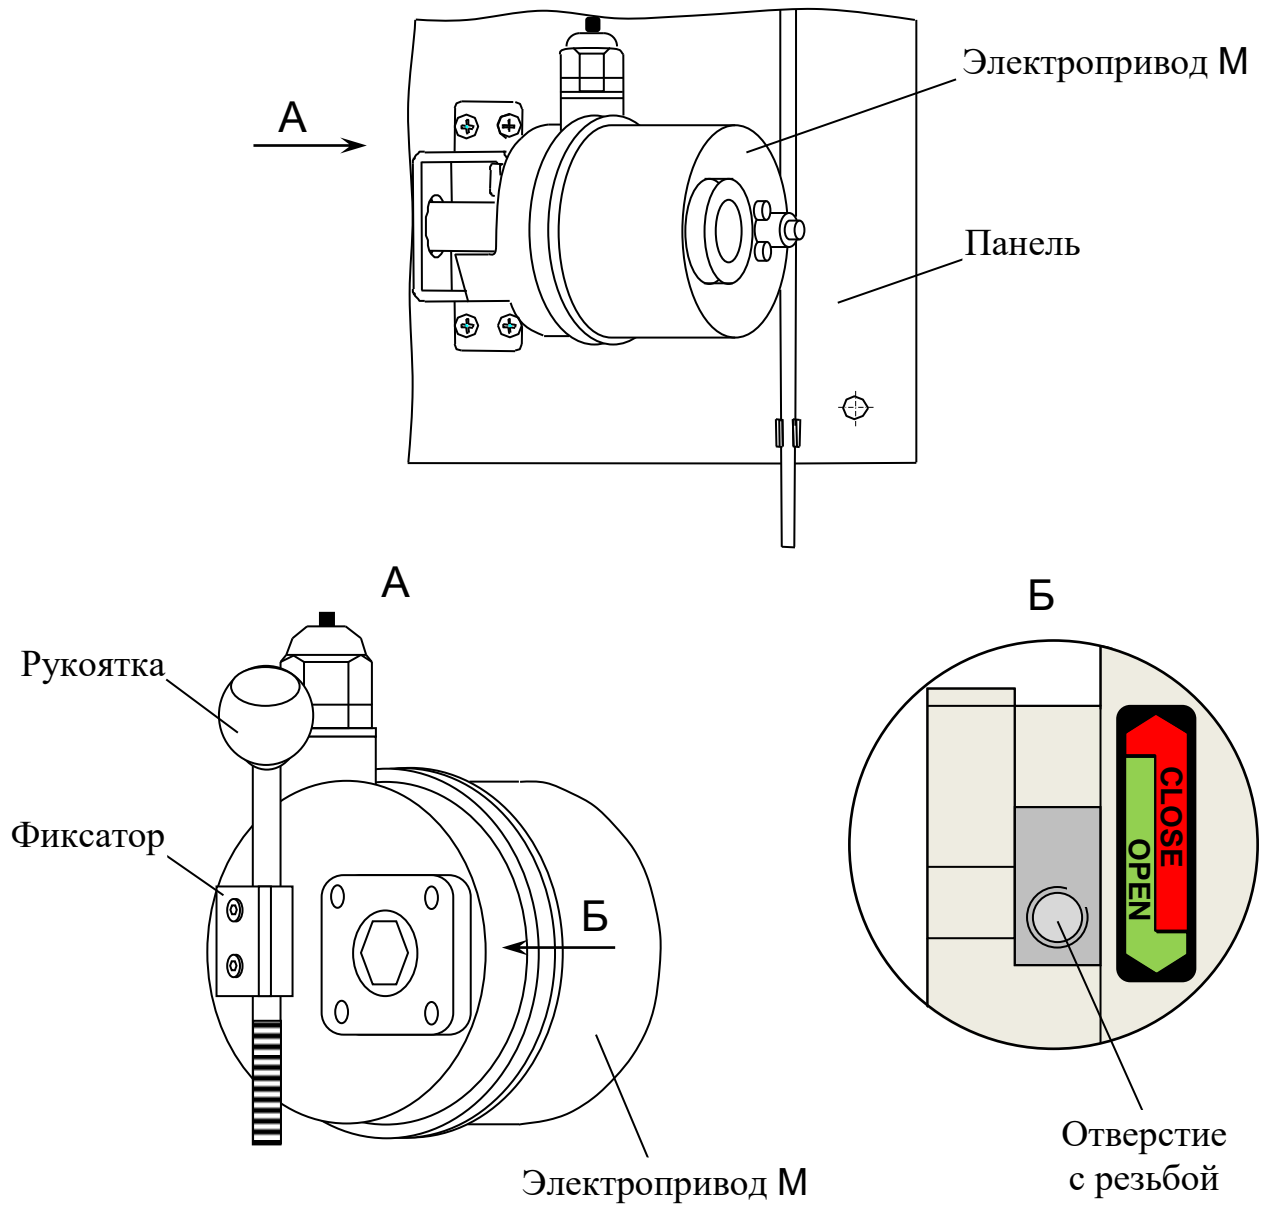 Электропривод М
А
Панель
А
Б
Рукоятка
Фиксатор
Б
CLOSE
OPEN
Отверстие
с резьбой
Электропривод М